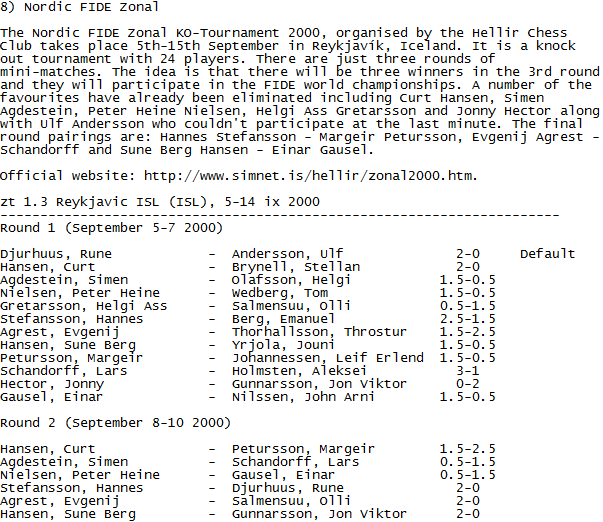 8) Nordic FIDE Zonal
The Nordic FIDE Zonal KO-Tournament 2000, organised by the Hellir Chess
Club takes place 5th-15th September in Reykjavík, Iceland. It is a knock
out tournament with 24 players. There are just three rounds of
mini-matches. The idea is that there will be three winners in the 3rd round
and they will participate in the FIDE world championships. A number of the
favourites have already been eliminated including Curt Hansen, Simen
Agdestein, Peter Heine Nielsen, Helgi Ass Gretarsson and Jonny Hector along
with Ulf Andersson who couldn't participate at the last minute. The final
round pairings are: Hannes Stefansson - Margeir Petursson, Evgenij Agrest -
Schandorff and Sune Berg Hansen - Einar Gausel.
Official website: http://www.simnet.is/hellir/zonal2000.htm.
zt 1.3 Reykjavic ISL (ISL), 5-14 ix 2000
----------------------------------------------------------------------
Round 1 (September 5-7 2000)
Djurhuus, Rune - Andersson, Ulf 2-0 Default
Hansen, Curt - Brynell, Stellan 2-0
Agdestein, Simen - Olafsson, Helgi 1.5-0.5
Nielsen, Peter Heine - Wedberg, Tom 1.5-0.5
Gretarsson, Helgi Ass - Salmensuu, Olli 0.5-1.5
Stefansson, Hannes - Berg, Emanuel 2.5-1.5
Agrest, Evgenij - Thorhallsson, Throstur 1.5-2.5
Hansen, Sune Berg - Yrjola, Jouni 1.5-0.5
Petursson, Margeir - Johannessen, Leif Erlend 1.5-0.5
Schandorff, Lars - Holmsten, Aleksei 3-1
Hector, Jonny - Gunnarsson, Jon Viktor 0-2
Gausel, Einar - Nilssen, John Arni 1.5-0.5
Round 2 (September 8-10 2000)
Hansen, Curt - Petursson, Margeir 1.5-2.5
Agdestein, Simen - Schandorff, Lars 0.5-1.5
Nielsen, Peter Heine - Gausel, Einar 0.5-1.5
Stefansson, Hannes - Djurhuus, Rune 2-0
Agrest, Evgenij - Salmensuu, Olli 2-0
Hansen, Sune Berg - Gunnarsson, Jon Viktor 2-0